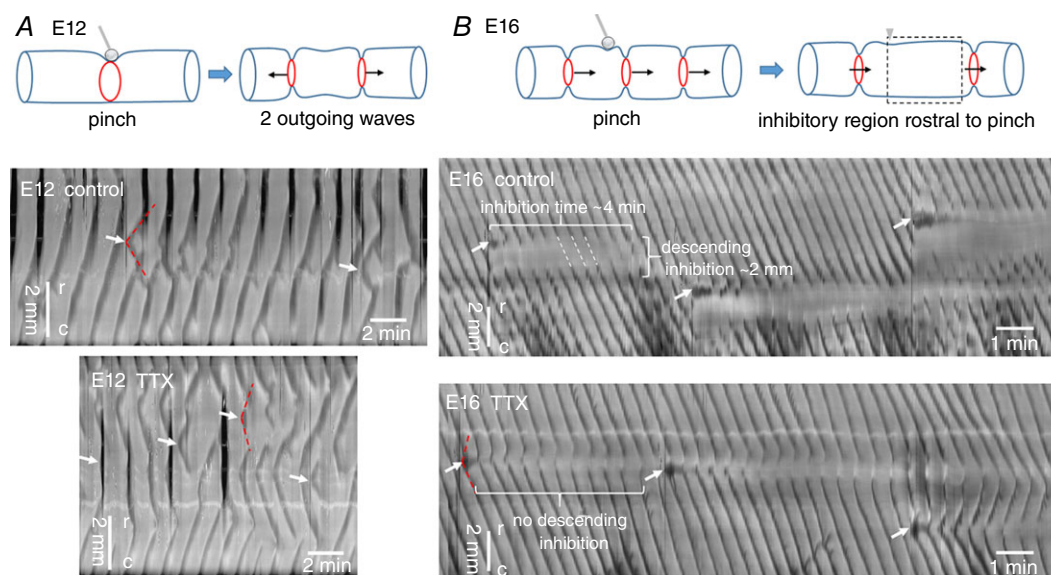 A E12
pinch
2 outgoing waves
E12 control
r
2 mm
c
2 min
E12 TTX
r
2 mm
c
2 min
B E16
pinch
inhibitory region rostral to pinch
E16 control
inhibition time ~4 min
descending
inhibition ~2 mm
r
2 mm
c
1 min
E16 TTX
no descending
inhibition
r
2 mm
c
1 min